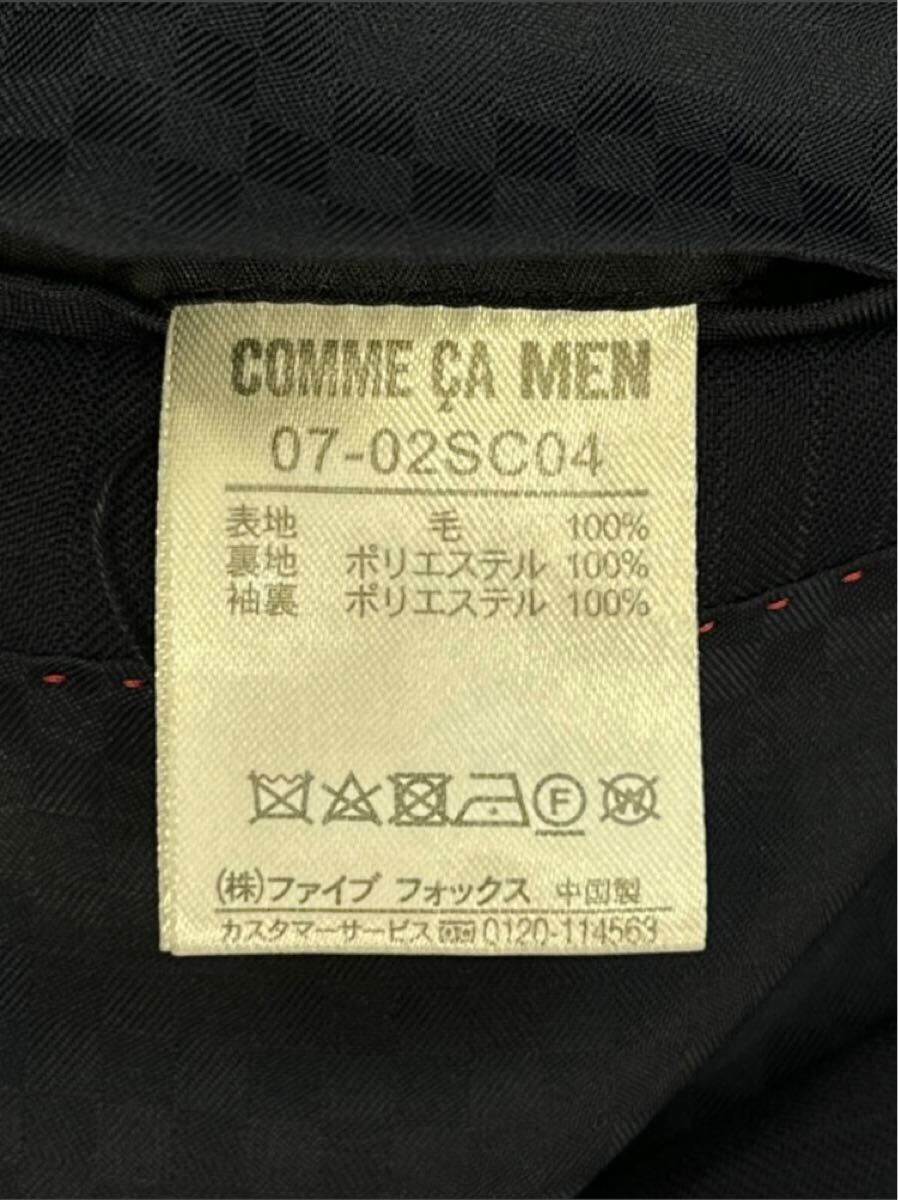 COMME ÇA MEN
07-02SC04
表地 毛 100%
裏地 ポリエステル 100%
袖裏 ポリエステル 100%
F W
(株)ファイブ フォックス 中国製
カスタマーサービス 0120-114563